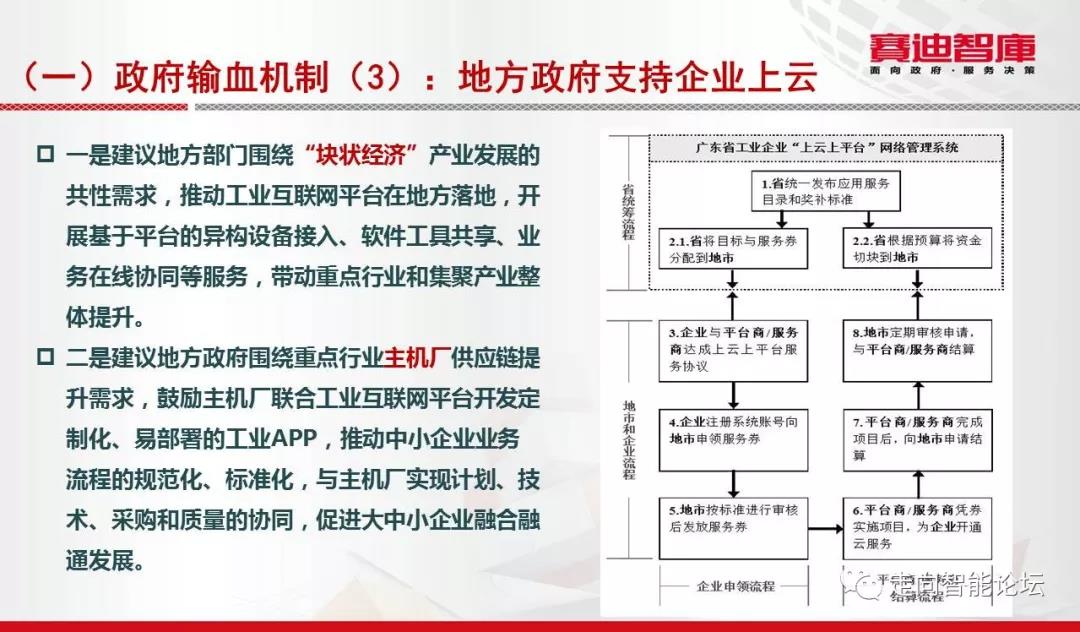 赛迪智庫
面向政府·服务决策
（一）政府输血机制（3）：地方政府支持企业上云
一是建议地方部门围绕“块状经济”产业发展的
共性需求，推动工业互联网平台在地方落地，开
展基于平台的异构设备接入、软件工具共享、业
务在线协同等服务，带动重点行业和集聚产业整
体提升。
二是建议地方政府围绕重点行业主机厂供应链提
升需求，鼓励主机厂联合工业互联网平台开发定
制化、易部署的工业APP，推动中小企业业务
流程的规范化、标准化，与主机厂实现计划、技
术、采购和质量的协同，促进大中小企业融合融
通发展。
广东省工业企业“上云上平台”网络管理系统
省统筹流程
1.省统一发布应用服务
目录和奖补标准
2.1.省将目标与服务券
分配到地市
2.2.省根据预算将资金
切块到地市
地市和企业流程
3.企业与平台商/服务
商达成上云上平台服
务协议
8.地市定期审核申请，
与平台商/服务商结算
4.企业注册系统账号向
地市申领服务券
7.平台商/服务商完成
项目后，向地市申请结
算
5.地市按标准进行审核
后发放服务券
6.平台商/服务商凭券
实施项目，为企业开通
云服务
企业申领流程
平台商
结算流程
走向智能论坛